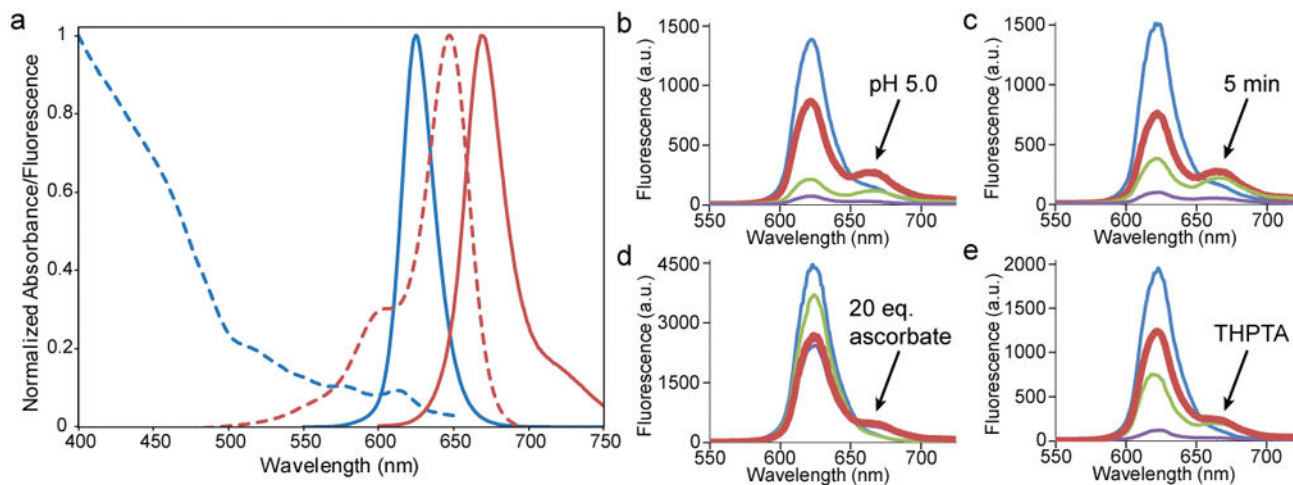 a
Normalized Absorbance/Fluorescence
1
0.8
0.6
0.4
0.2
0
400 450 500 550 600 650 700 750
Wavelength (nm)
b
Fluorescence (a.u.)
1500
1000
500
0
pH 5.0
550 600 650 700
Wavelength (nm)
c
Fluorescence (a.u.)
1500
1000
500
0
5 min
550 600 650 700
Wavelength (nm)
d
Fluorescence (a.u.)
4500
3000
1500
0
20 eq.
ascorbate
550 600 650 700
Wavelength (nm)
e
Fluorescence (a.u.)
2000
1500
1000
500
0
THPTA
550 600 650 700
Wavelength (nm)